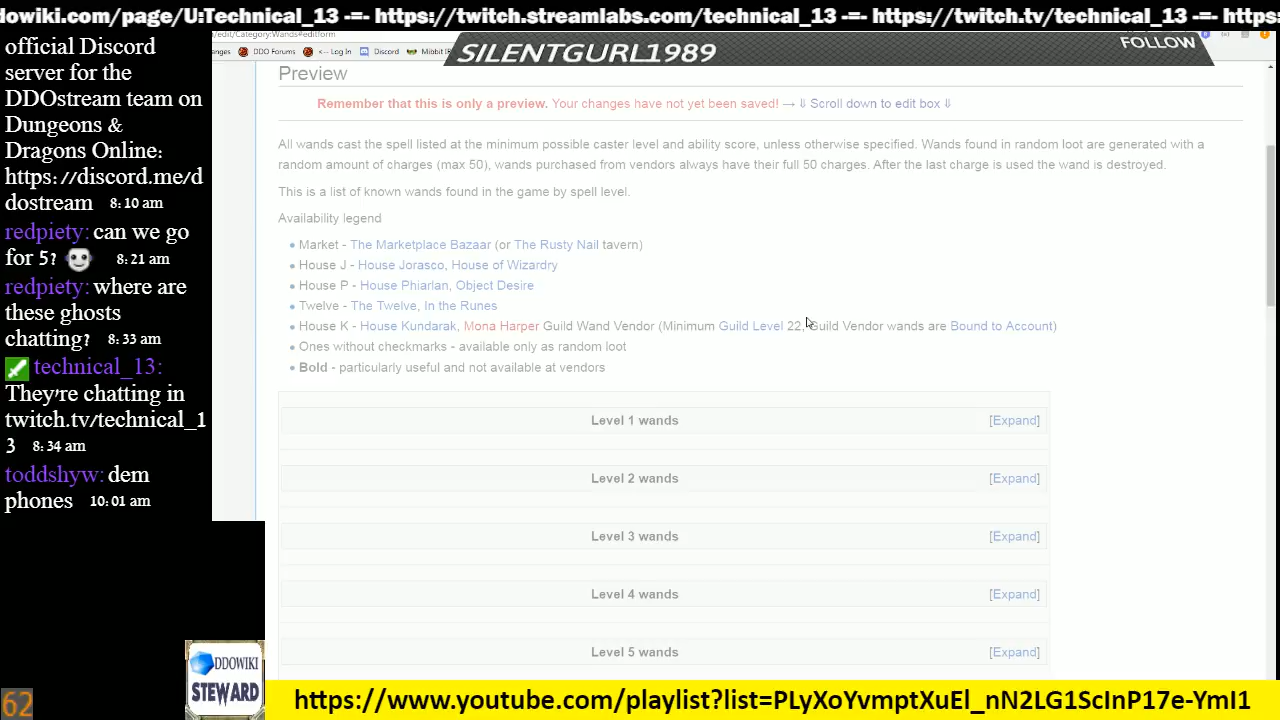 dowiki.com/page/U:Technical_13 -=- https://twitch.streamlabs.com/technical_13 -=- https://twitch.tv/technical_13 -=- https:
/edit/Category:Wands#editform
anges DDO Forums <-- Log In Discord Mibbit IR
SILENTGURL1989
FOLLOW
official Discord
server for the
DDOstream team on
Dungeons &
Dragons Online:
https://discord.me/d
dostream 8:10 am
redpiety: can we go
for 5? 8:21 am
redpiety: where are
these ghosts
chatting? 8:33 am
technical_13:
They're chatting in
twitch.tv/technical_1
3 8:34 am
toddshyw: dem
phones 10:01 am
Preview
Remember that this is only a preview. Your changes have not yet been saved! → ⇓ Scroll down to edit box ⇓
All wands cast the spell listed at the minimum possible caster level and ability score, unless otherwise specified. Wands found in random loot are generated with a
random amount of charges (max 50), wands purchased from vendors always have their full 50 charges. After the last charge is used the wand is destroyed.
This is a list of known wands found in the game by spell level.
Availability legend
Market - The Marketplace Bazaar (or The Rusty Nail tavern)
House J - House Jorasco, House of Wizardry
House P - House Phiarlan, Object Desire
Twelve - The Twelve, In the Runes
House K - House Kundarak, Mona Harper Guild Wand Vendor (Minimum Guild Level 22, Guild Vendor wands are Bound to Account)
Ones without checkmarks - available only as random loot
Bold - particularly useful and not available at vendors
Level 1 wands [Expand]
Level 2 wands [Expand]
Level 3 wands [Expand]
Level 4 wands [Expand]
Level 5 wands [Expand]
DDOWIKI
STEWARD
62
https://www.youtube.com/playlist?list=PLyXoYvmptXuEl_nN2LG1ScInP17e-YmI1